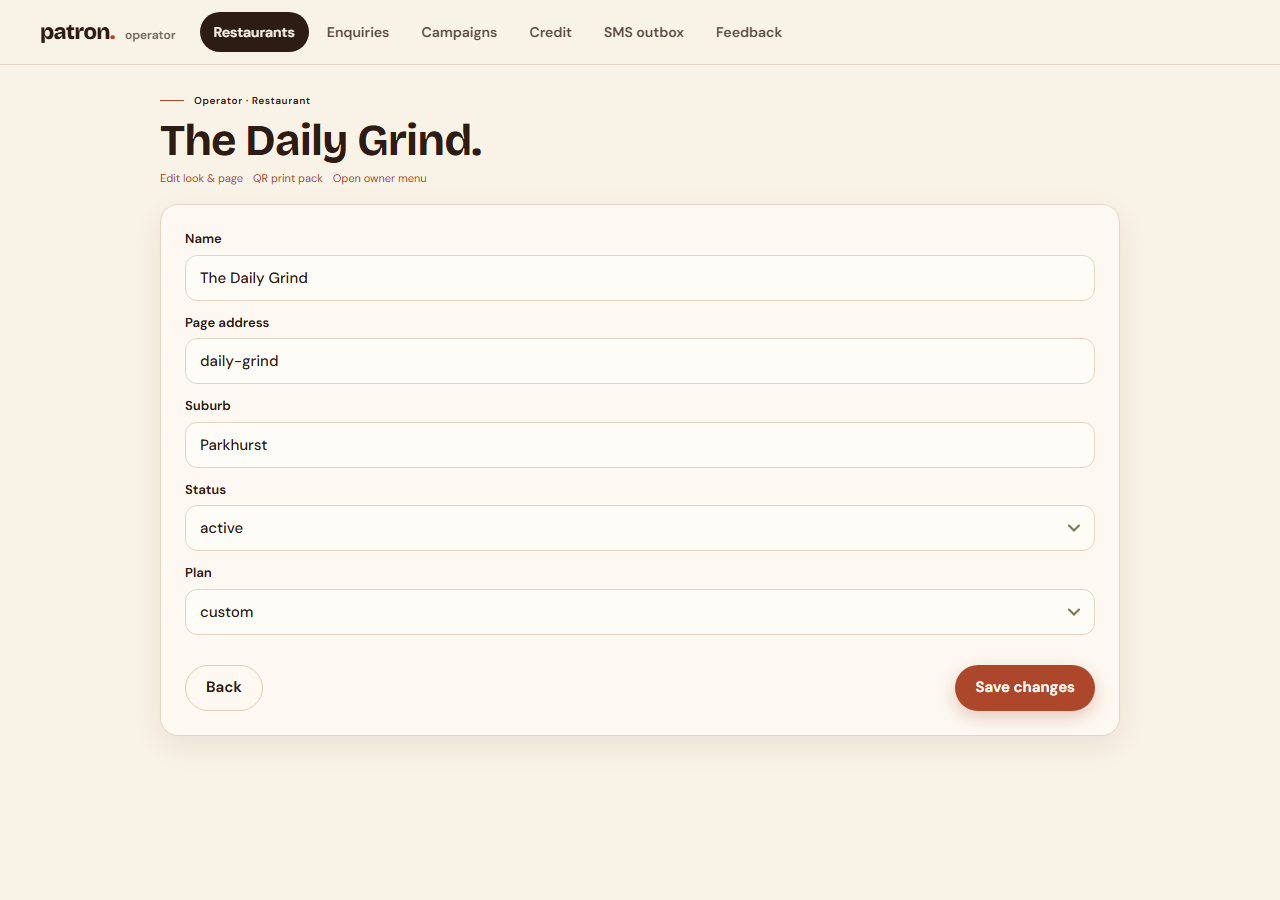 patron. operator Restaurants Enquiries Campaigns Credit SMS outbox Feedback
Operator · Restaurant
The Daily Grind.
Edit look & page QR print pack Open owner menu
Name
The Daily Grind
Page address
daily-grind
Suburb
Parkhurst
Status
active
Plan
custom
Back Save changes